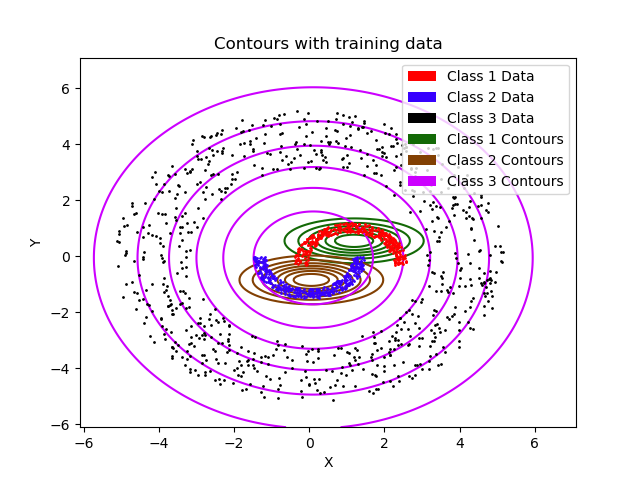 Contours with training data
Class 1 Data
Class 2 Data
Class 3 Data
Class 1 Contours
Class 2 Contours
Class 3 Contours
6
4
2
0
−2
−4
−6
Y
−6 −4 −2 0 2 4 6
X